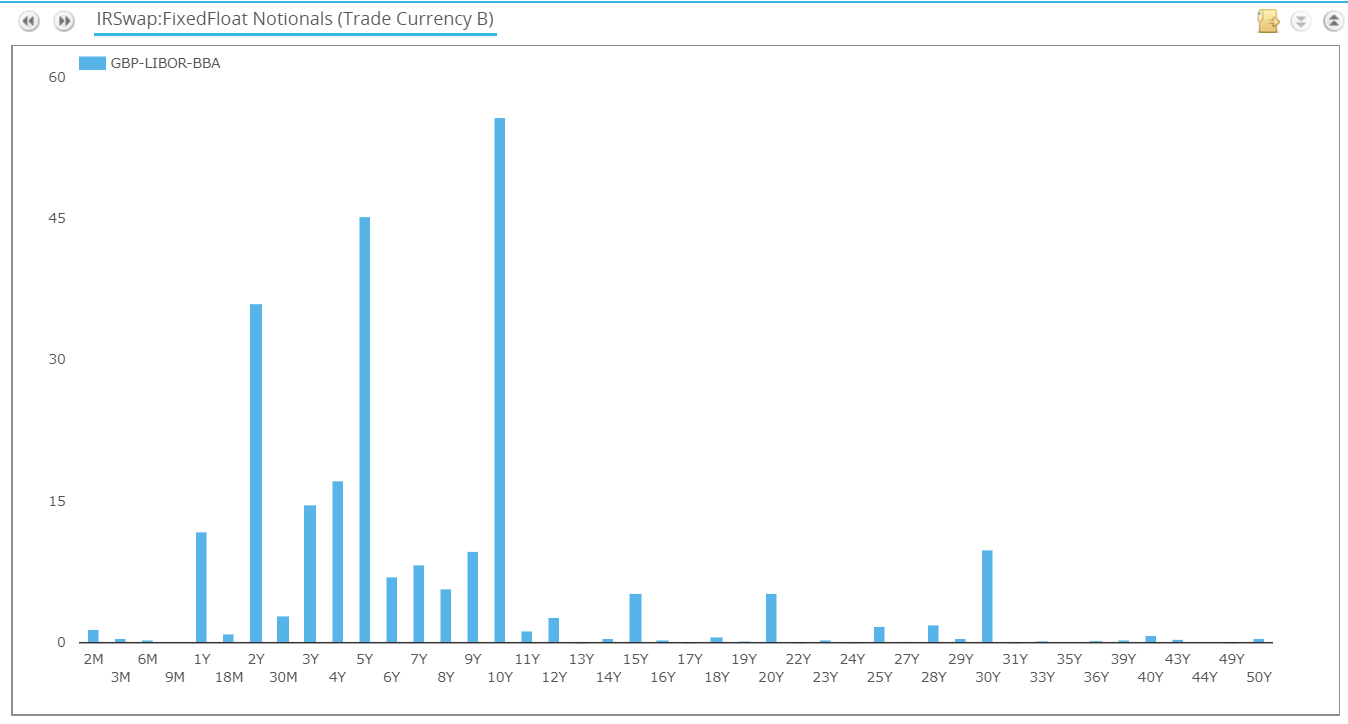 IRSwap:FixedFloat Notionals (Trade Currency B)
GBP-LIBOR-BBA
60
45
30
15
0
2M 6M 1Y 2Y 3Y 5Y 7Y 9Y 11Y 13Y 15Y 17Y 19Y 22Y 24Y 27Y 29Y 31Y 35Y 39Y 43Y 49Y
3M 9M 18M 30M 4Y 6Y 8Y 10Y 12Y 14Y 16Y 18Y 20Y 23Y 25Y 28Y 30Y 33Y 36Y 40Y 44Y 50Y